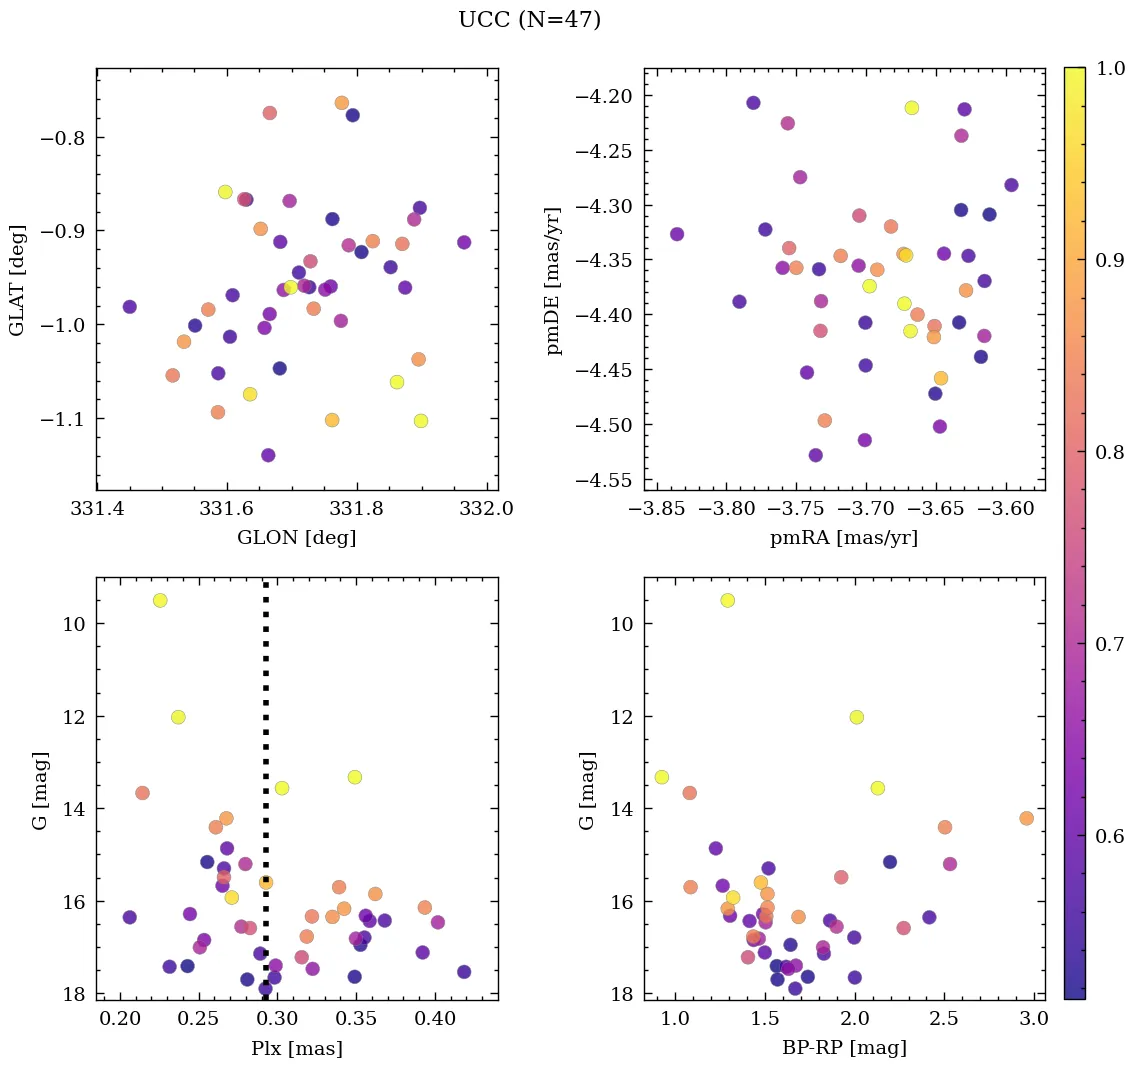 UCC (N=47)
−0.8
−0.9
−1.0
−1.1
GLAT [deg]
331.4 331.6 331.8 332.0
GLON [deg]
−4.20
−4.25
−4.30
−4.35
−4.40
−4.45
−4.50
−4.55
pmDE [mas/yr]
−3.85 −3.80 −3.75 −3.70 −3.65 −3.60
pmRA [mas/yr]
10
12
14
16
18
G [mag]
0.20 0.25 0.30 0.35 0.40
Plx [mas]
10
12
14
16
18
G [mag]
1.0 1.5 2.0 2.5 3.0
BP-RP [mag]
1.0
0.9
0.8
0.7
0.6